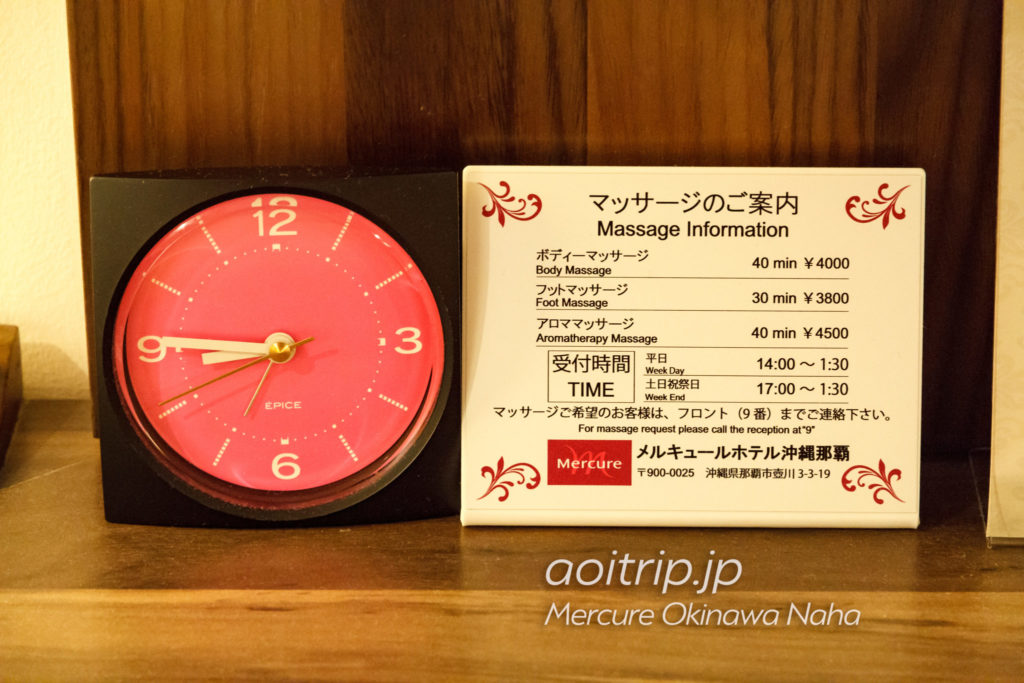 12
3
6
9
ÉPICE
マッサージのご案内
Massage Information
ボディーマッサージ
Body Massage
40 min ¥4000
フットマッサージ
Foot Massage
30 min ¥3800
アロママッサージ
Aromatherapy Massage
40 min ¥4500
受付時間
TIME
平日
Week Day
14:00 〜 1:30
土日祝祭日
Week End
17:00 〜 1:30
マッサージご希望のお客様は、フロント（9番）までご連絡下さい。
For massage request please call the reception at"9"
Mercure
メルキュールホテル沖縄那覇
〒900-0025 沖縄県那覇市壺川3-3-19
aoitrip.jp
Mercure Okinawa Naha